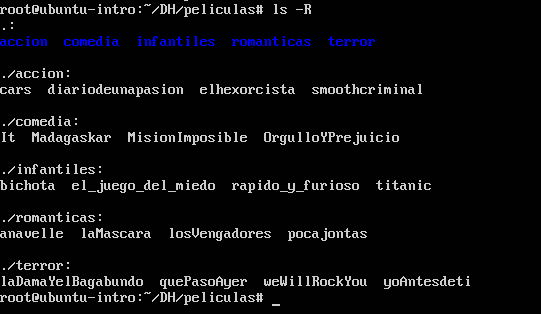 root@ubuntu-intro:~/DH/peliculas# ls -R
.:
accion  comedia  infantiles  romanticas  terror
./accion:
cars  diariodeunapasion  elhexorcista  smoothcriminal
./comedia:
It  Madagaskar  MisionImposible  OrgulloYPrejuicio
./infantiles:
bichota  el_juego_del_miedo  rapido_y_furioso  titanic
./romanticas:
anavelle  laMascara  losVengadores  pocajontas
./terror:
laDamaYelBagabundo  quePasoAyer  weWillRockYou  yoAntesdeti
root@ubuntu-intro:~/DH/peliculas# _